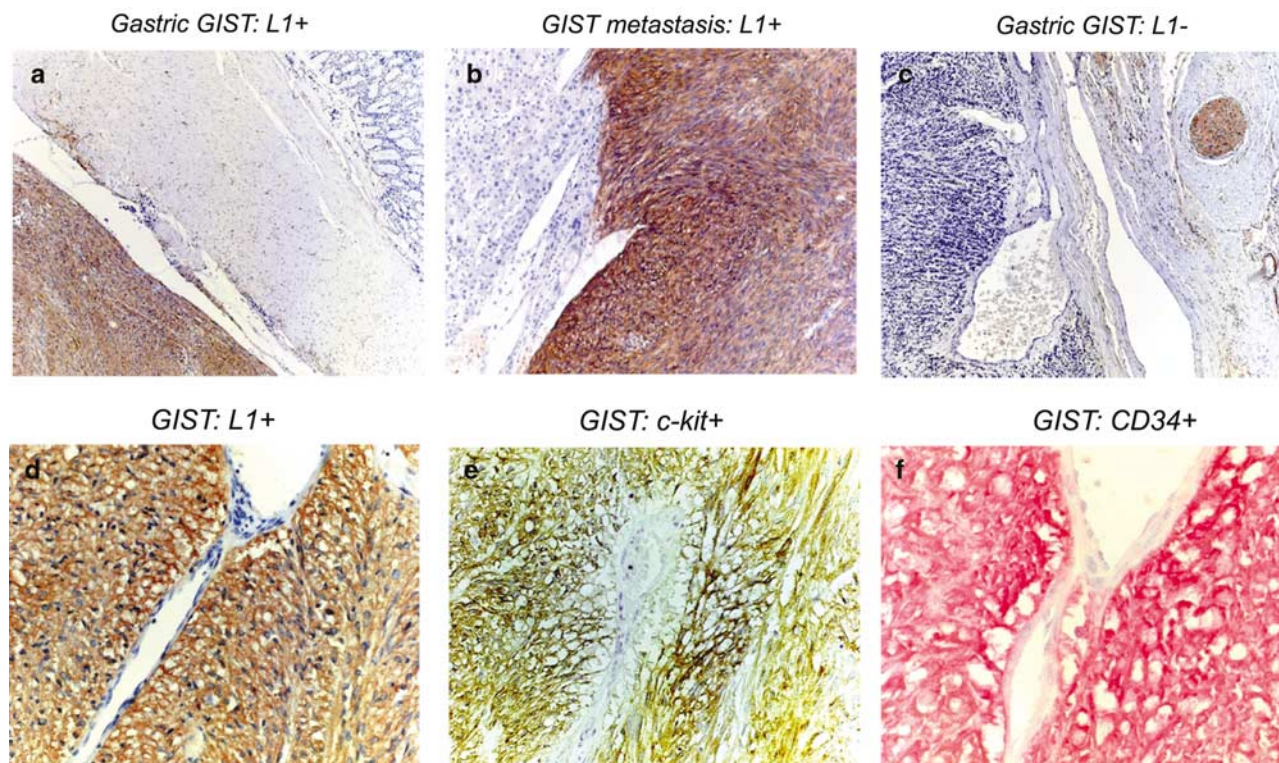 Gastric GIST: L1+
GIST metastasis: L1+
Gastric GIST: L1-
a
b
c
GIST: L1+
GIST: c-kit+
GIST: CD34+
d
e
f